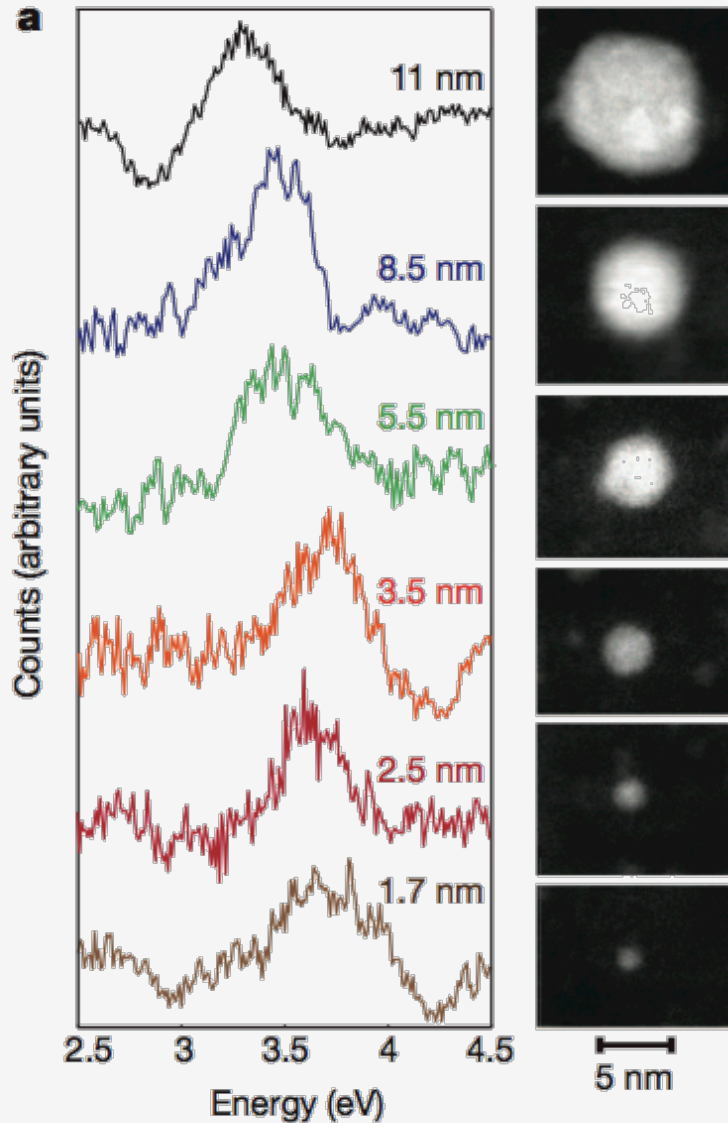 a
11 nm
8.5 nm
5.5 nm
3.5 nm
2.5 nm
1.7 nm
Counts (arbitrary units)
2.5 3 3.5 4 4.5
Energy (eV)
5 nm